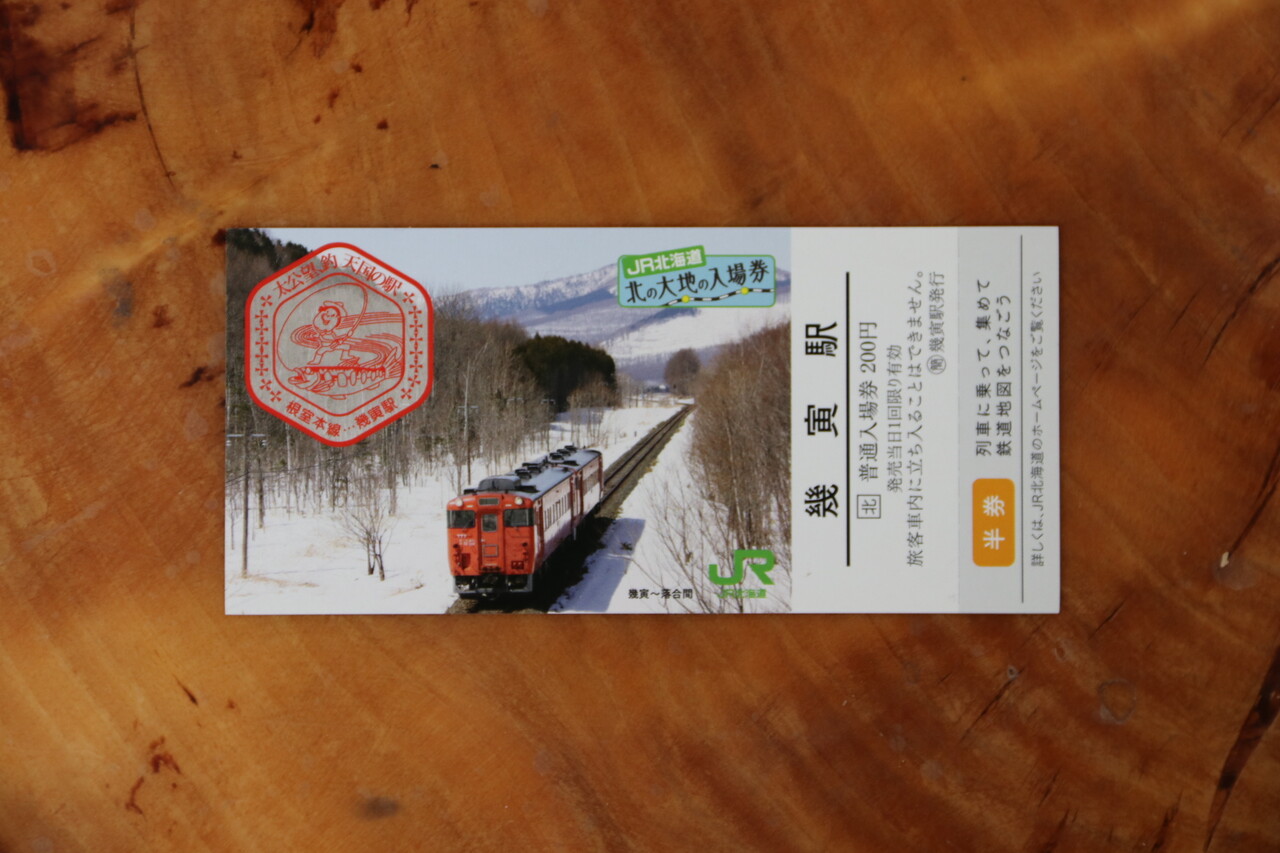 太公望、釣 天国の駅
根室本線…幾寅駅
JR北海道
北の大地の入場券
幾寅〜落合間
JR
JR北海道
幾寅駅
北 普通入場券 200円
発売当日1回限り有効
旅客車内に立ち入ることはできません。
簡 幾寅駅発行
半券
列車に乗って、集めて
鉄道地図をつなごう
詳しくは、JR北海道のホームページをご覧ください